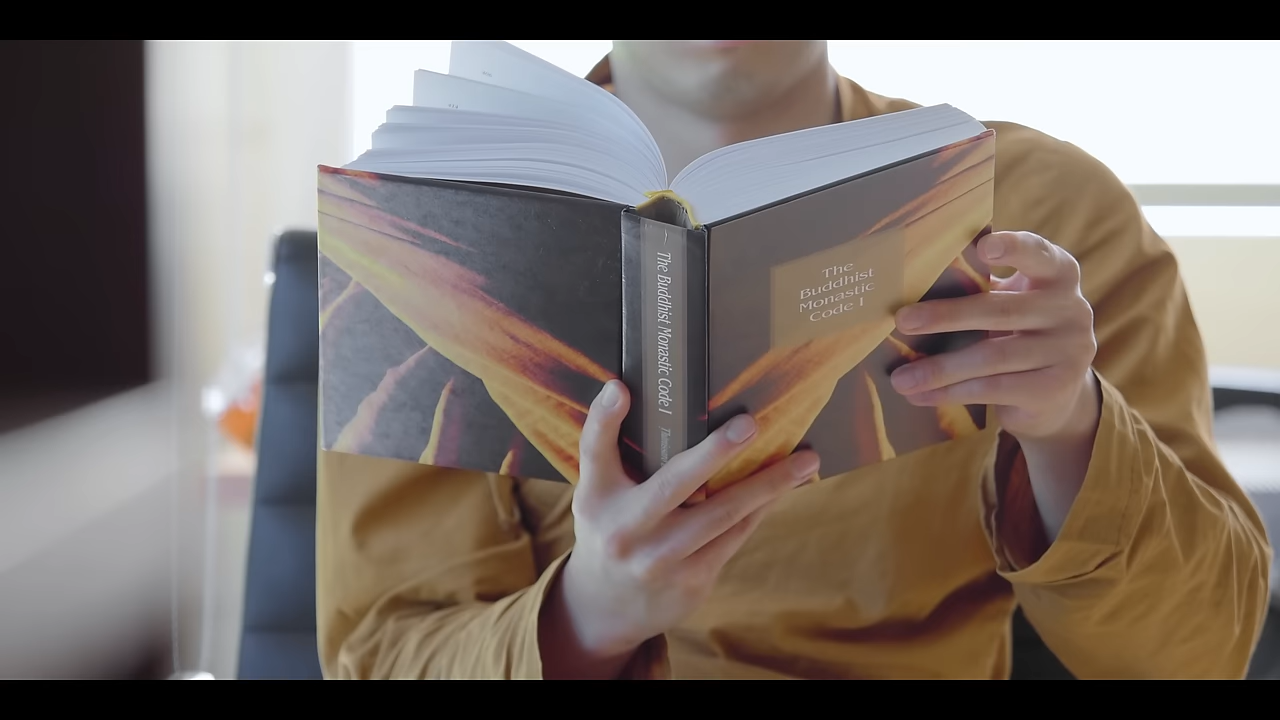 The Buddhist Monastic Code I
The
Buddhist
Monastic
Code I